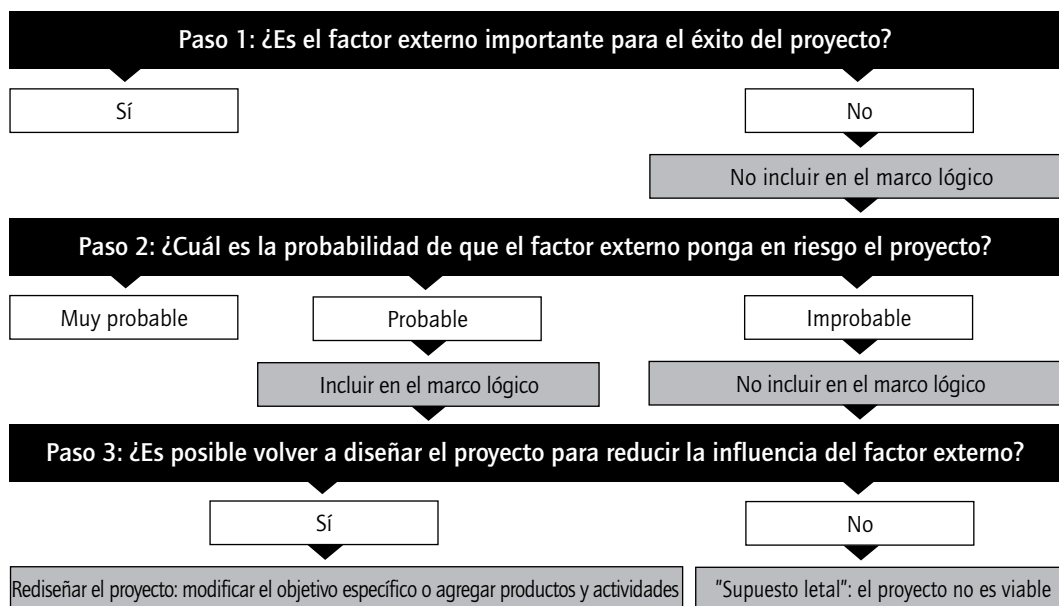 Paso 1: ¿Es el factor externo importante para el éxito del proyecto?
Sí
No
No incluir en el marco lógico
Paso 2: ¿Cuál es la probabilidad de que el factor externo ponga en riesgo el proyecto?
Muy probable
Probable
Improbable
Incluir en el marco lógico
No incluir en el marco lógico
Paso 3: ¿Es posible volver a diseñar el proyecto para reducir la influencia del factor externo?
Sí
No
Rediseñar el proyecto: modificar el objetivo específico o agregar productos y actividades
"Supuesto letal": el proyecto no es viable